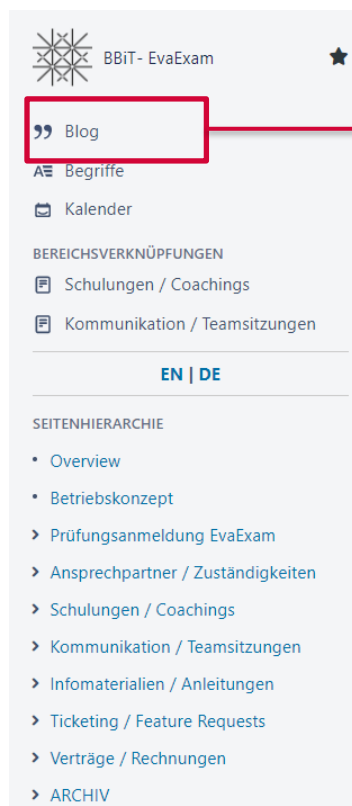 BBiT- EvaExam
Blog
Begriffe
Kalender
BEREICHSVERKNÜPFUNGEN
Schulungen / Coachings
Kommunikation / Teamsitzungen
EN | DE
SEITENHIERARCHIE
Overview
Betriebskonzept
Prüfungsanmeldung EvaExam
Ansprechpartner / Zuständigkeiten
Schulungen / Coachings
Kommunikation / Teamsitzungen
Infomaterialien / Anleitungen
Ticketing / Feature Requests
Verträge / Rechnungen
ARCHIV